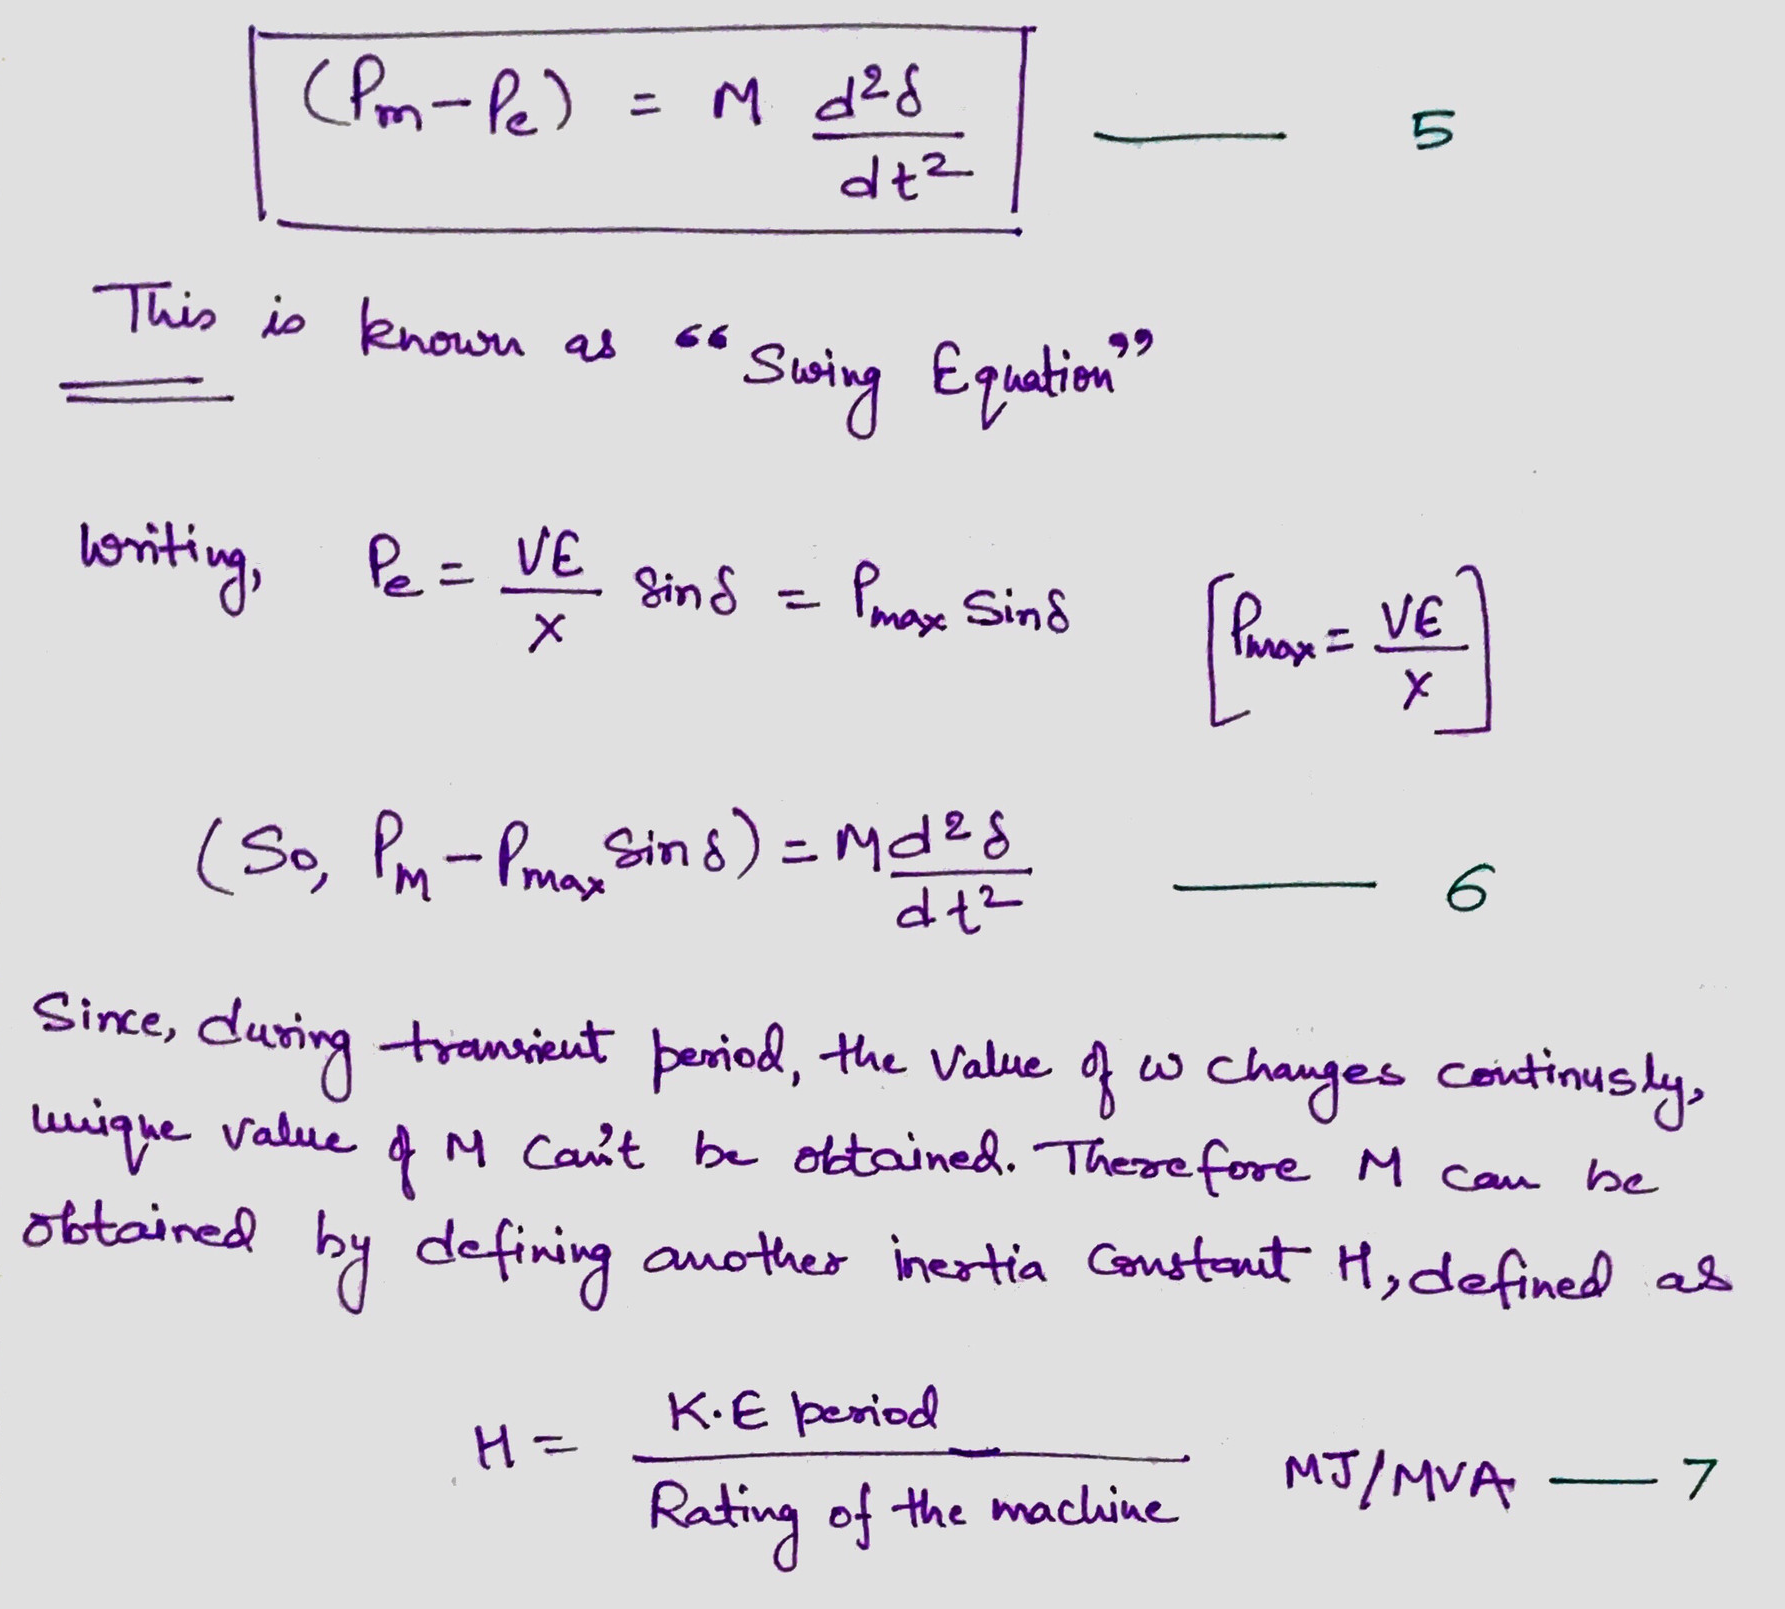 (Pm-Pe) = M d²δ/dt² —— 5
This is known as “Swing Equation”
Writing, Pe = VE/X Sinδ = Pmax Sinδ [Pmax = VE/X]
(So, Pm - Pmax Sinδ) = M d²δ/dt² —— 6
Since, during transient period, the value of ω changes continusly,
unique value of M can't be obtained. Therefore M can be
obtained by defining another inertia constant H, defined as
H = K.E period / Rating of the machine MJ/MVA — 7